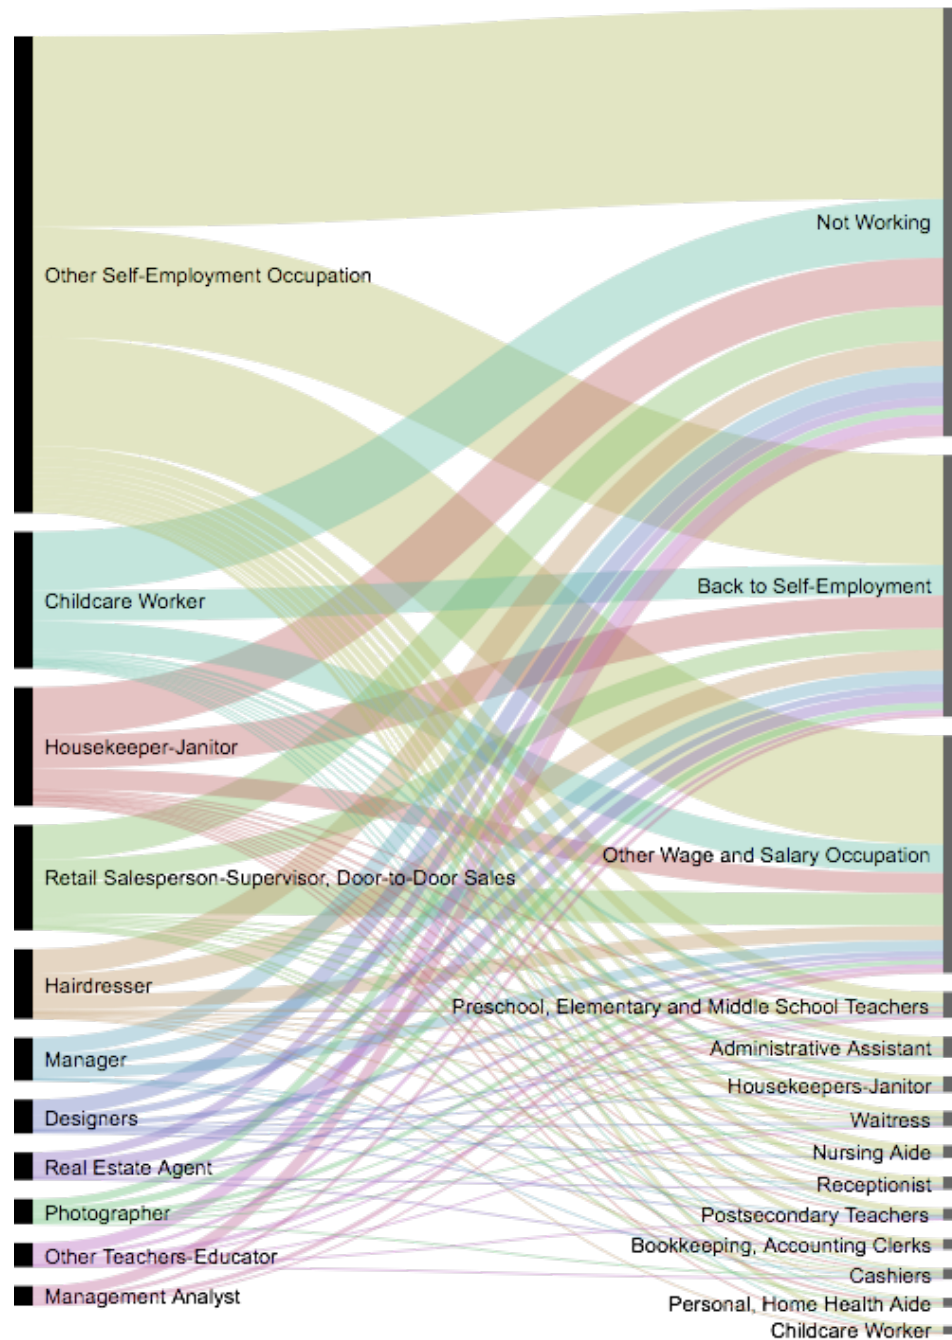 Not Working
Other Self-Employment Occupation
Back to Self-Employment
Childcare Worker
Housekeeper-Janitor
Other Wage and Salary Occupation
Retail Salesperson-Supervisor, Door-to-Door Sales
Hairdresser
Preschool, Elementary and Middle School Teachers
Administrative Assistant
Manager
Housekeepers-Janitor
Designers
Waitress
Nursing Aide
Real Estate Agent
Receptionist
Photographer
Postsecondary Teachers
Bookkeeping, Accounting Clerks
Other Teachers-Educator
Cashiers
Management Analyst
Personal, Home Health Aide
Childcare Worker